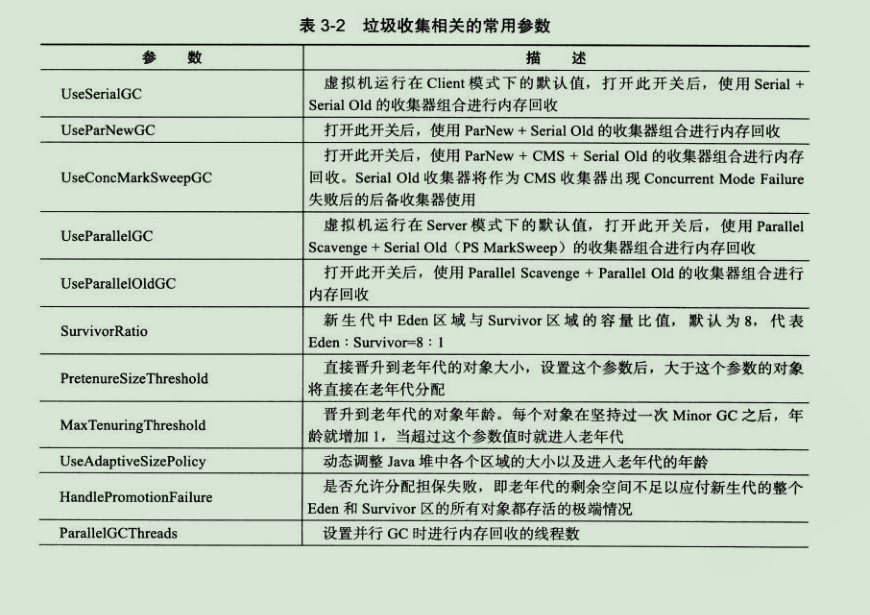 表 3-2 垃圾收集相关的常用参数
参 数 描 述
UseSerialGC
虚拟机运行在 Client 模式下的默认值，打开此开关后，使用 Serial +
Serial Old 的收集器组合进行内存回收
UseParNewGC
打开此开关后，使用 ParNew + Serial Old 的收集器组合进行内存回收
UseConcMarkSweepGC
打开此开关后，使用 ParNew + CMS + Serial Old 的收集器组合进行内存
回收。Serial Old 收集器将作为 CMS 收集器出现 Concurrent Mode Failure
失败后的后备收集器使用
UseParallelGC
虚拟机运行在 Server 模式下的默认值，打开此开关后，使用 Parallel
Scavenge + Serial Old（PS MarkSweep）的收集器组合进行内存回收
UseParallelOldGC
打开此开关后，使用 Parallel Scavenge + Parallel Old 的收集器组合进行
内存回收
SurvivorRatio
新生代中 Eden 区域与 Survivor 区域的容量比值，默认为 8，代表
Eden：Survivor=8：1
PretenureSizeThreshold
直接晋升到老年代的对象大小，设置这个参数后，大于这个参数的对象
将直接在老年代分配
MaxTenuringThreshold
晋升到老年代的对象年龄。每个对象在坚持过一次 Minor GC 之后，年
龄就增加 1，当超过这个参数值时就进入老年代
UseAdaptiveSizePolicy
动态调整 Java 堆中各个区域的大小以及进入老年代的年龄
HandlePromotionFailure
是否允许分配担保失败，即老年代的剩余空间不足以应付新生代的整个
Eden 和 Survivor 区的所有对象都存活的极端情况
ParallelGCThreads
设置并行 GC 时进行内存回收的线程数